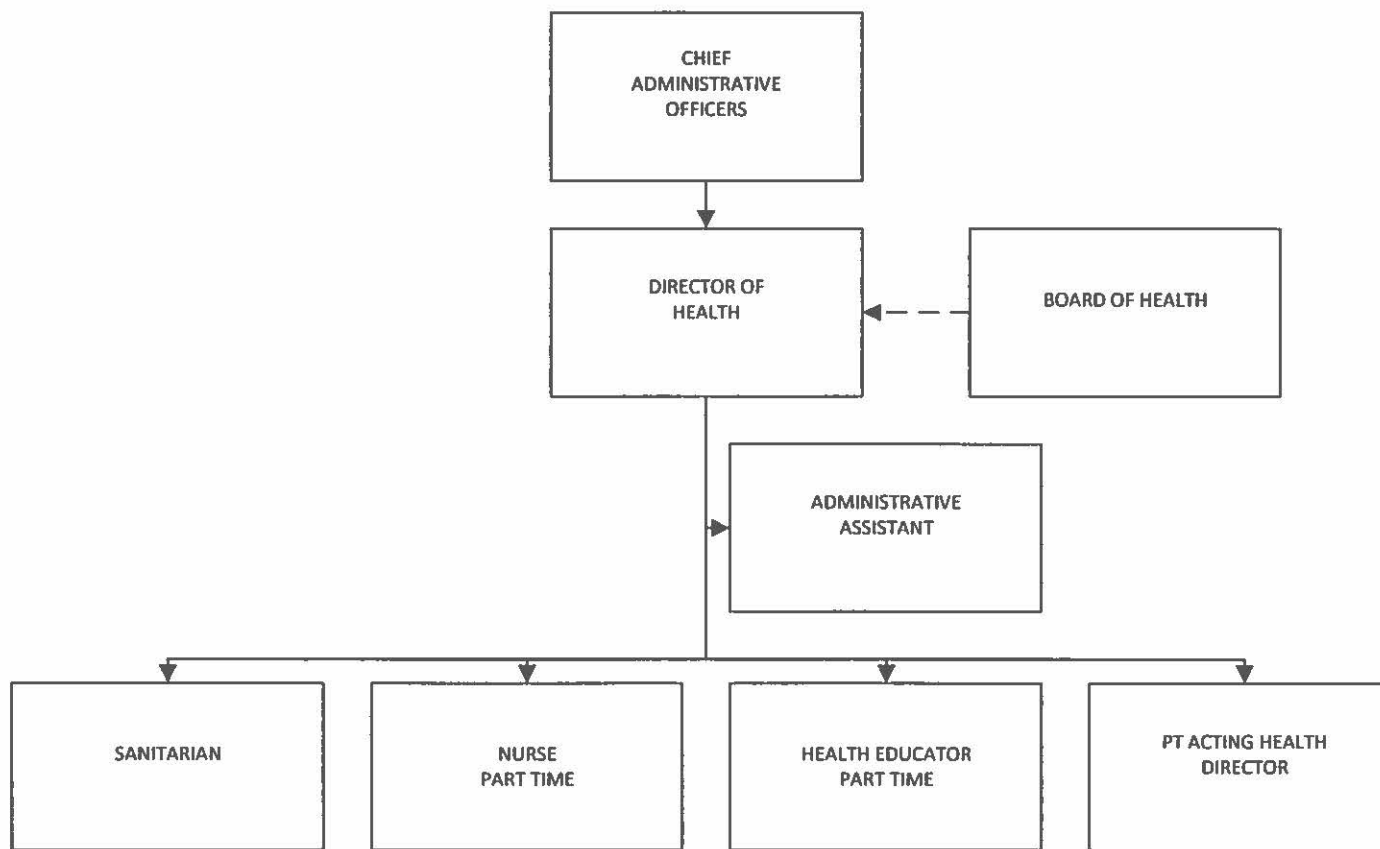 CHIEF
ADMINISTRATIVE
OFFICERS
DIRECTOR OF
HEALTH
BOARD OF HEALTH
ADMINISTRATIVE
ASSISTANT
SANITARIAN
NURSE
PART TIME
HEALTH EDUCATOR
PART TIME
PT ACTING HEALTH
DIRECTOR